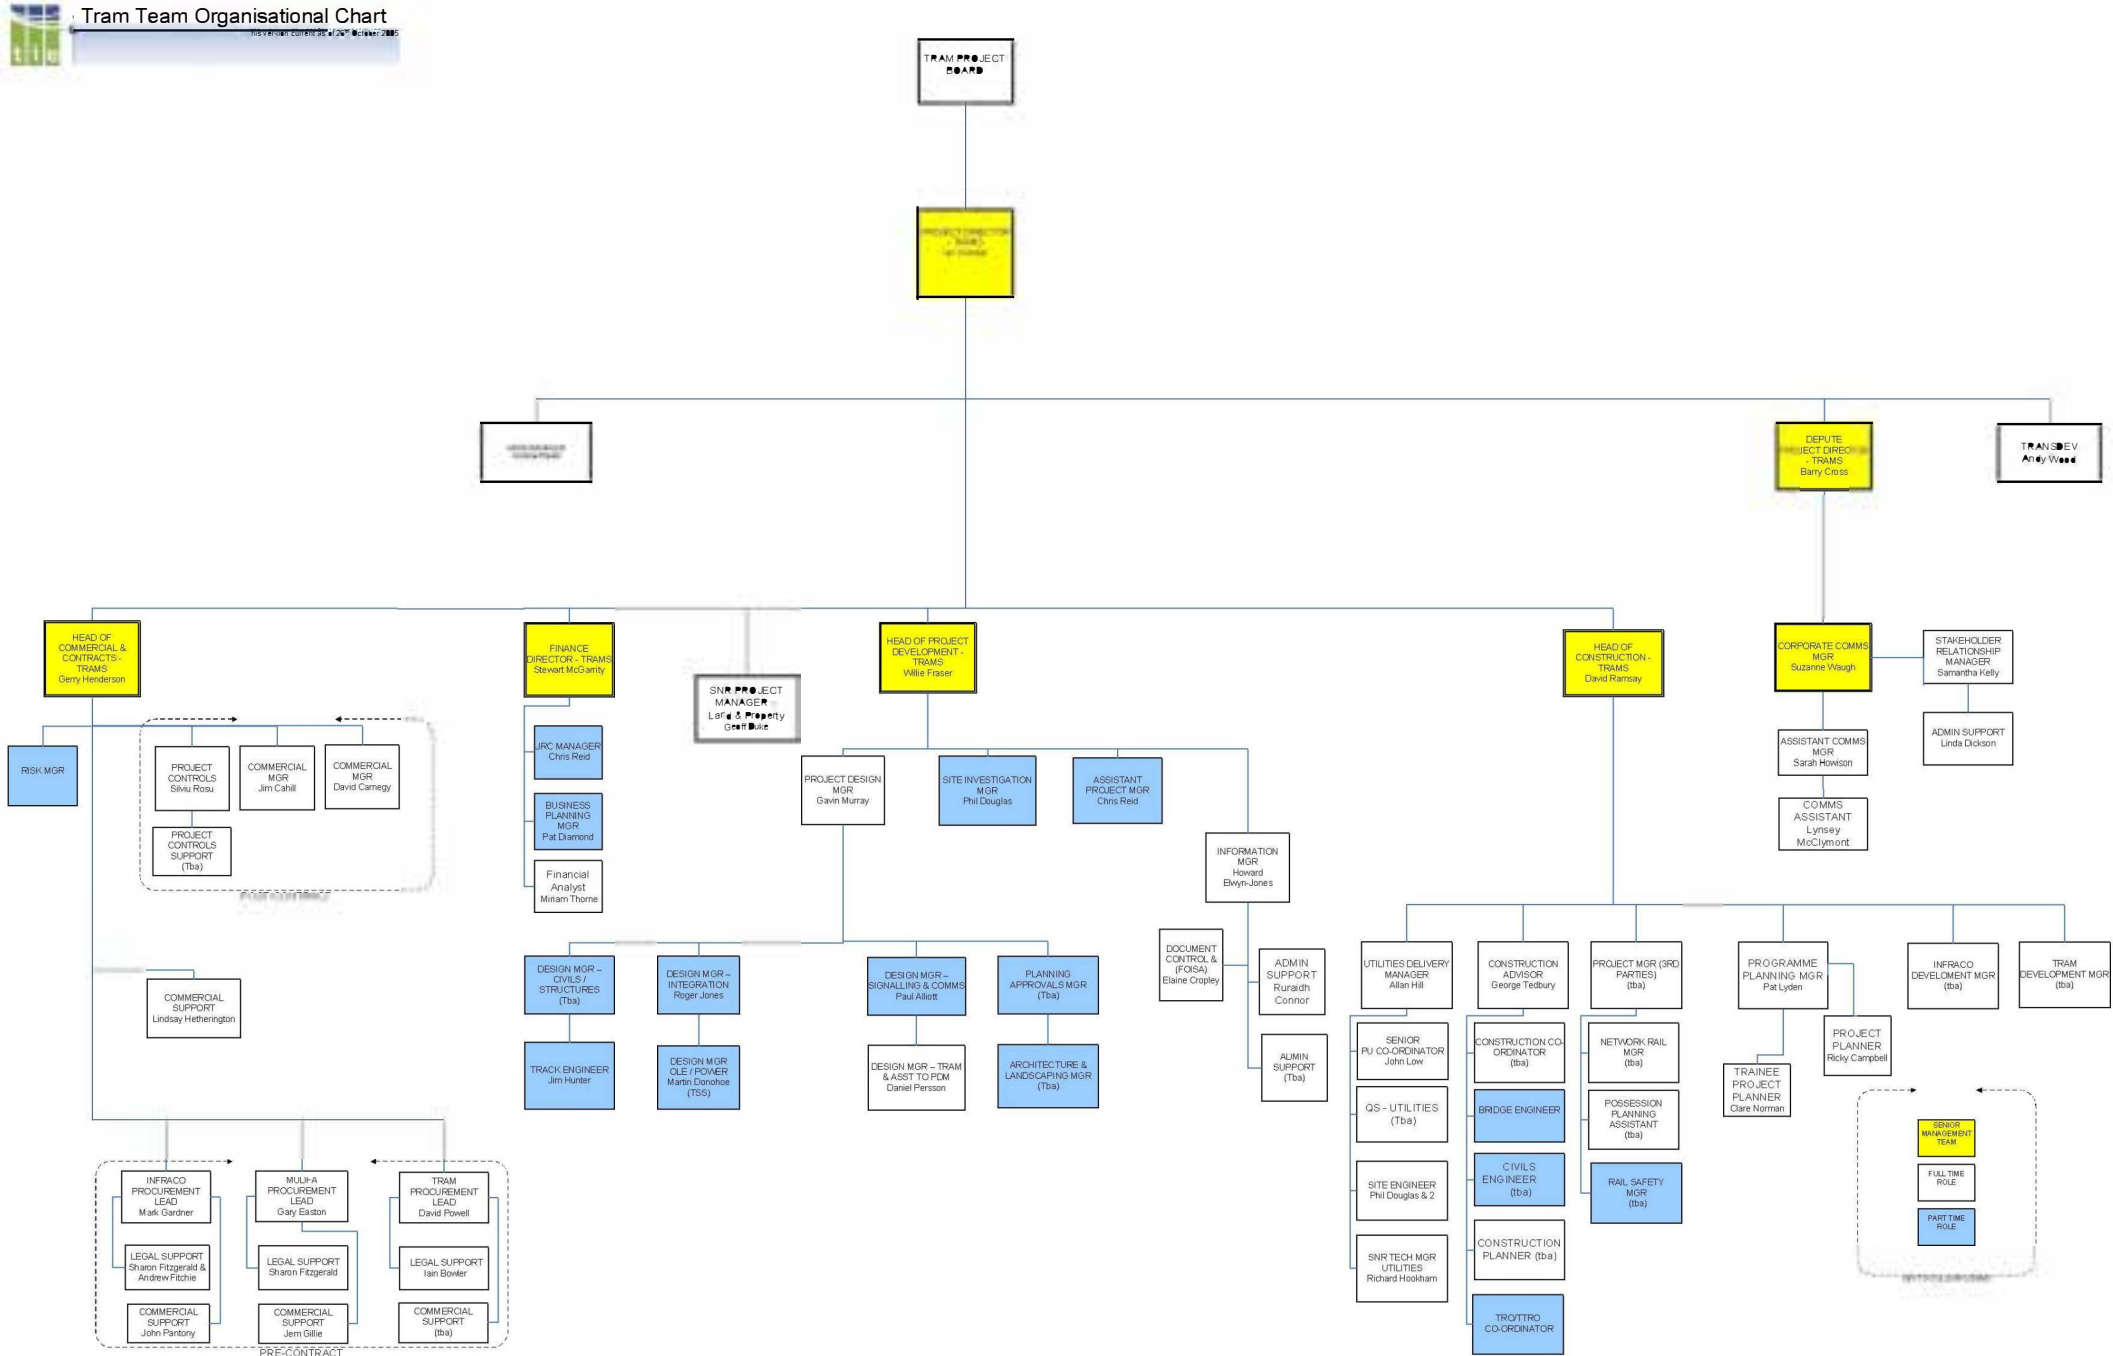 Tram Team Organisational Chart
his version current as of 26th October 2005
TRAM PROJECT
BOARD
DEPUTE
- TRAMS
Barry Cross
TRANSDEV
Andy Wood
HEAD OF
COMMERCIAL &
CONTRACTS -
TRAMS
Gerry Henderson
FINANCE
DIRECTOR - TRAMS
Stewart McGarrity
SNR PROJECT
MANAGER
Land & Property
Geoff Duke
HEAD OF PROJECT
DEVELOPMENT -
TRAMS
Willie Fraser
HEAD OF
CONSTRUCTION -
TRAMS
David Ramsay
CORPORATE COMMS
MGR
Suzanne Waugh
STAKEHOLDER
RELATIONSHIP
MANAGER
Samantha Kelly
ADMIN SUPPORT
Linda Dickson
ASSISTANT COMMS
MGR
Sarah Howison
COMMS
ASSISTANT
Lynsey
McClymont
RISK MGR
PROJECT
CONTROLS
Silviu Rosu
COMMERCIAL
MGR
Jim Cahill
COMMERCIAL
MGR
David Carnegy
PROJECT
CONTROLS
SUPPORT
(Tba)
JRC MANAGER
Chris Reid
BUSINESS
PLANNING
MGR
Pat Diamond
Financial
Analyst
Miriam Thorne
PROJECT DESIGN
MGR
Gavin Murray
SITE INVESTIGATION
MGR
Phil Douglas
ASSISTANT
PROJECT MGR
Chris Reid
INFORMATION
MGR
Howard
Elwyn-Jones
DOCUMENT
CONTROL &
(FOISA)
Elaine Cropley
ADMIN
SUPPORT
Ruraidh
Connor
ADMIN
SUPPORT
(Tba)
COMMERCIAL
SUPPORT
Lindsay Hetherington
DESIGN MGR –
CIVILS /
STRUCTURES
(Tba)
DESIGN MGR –
INTEGRATION
Roger Jones
DESIGN MGR –
SIGNALLING & COMMS
Paul Alliott
PLANNING
APPROVALS MGR
(Tba)
TRACK ENGINEER
Jim Hunter
DESIGN MGR
OLE / POWER
Martin Donohoe
(TSS)
DESIGN MGR – TRAM
& ASST TO PDM
Daniel Persson
ARCHITECTURE &
LANDSCAPING MGR
(Tba)
UTILITIES DELIVERY
MANAGER
Allan Hill
CONSTRUCTION
ADVISOR
George Tedbury
PROJECT MGR (3RD
PARTIES)
(tba)
PROGRAMME
PLANNING MGR
Pat Lyden
INFRACO
DEVELOMENT MGR
(tba)
TRAM
DEVELOPMENT MGR
(tba)
SENIOR
PU CO-ORDINATOR
John Low
QS - UTILITIES
(Tba)
SITE ENGINEER
Phil Douglas & 2
SNR TECH MGR
UTILITIES
Richard Hookham
CONSTRUCTION CO-
ORDINATOR
(tba)
BRIDGE ENGINEER
CIVILS
ENGINEER
(tba)
CONSTRUCTION
PLANNER (tba)
TRO/TTRO
CO-ORDINATOR
NETWORK RAIL
MGR
(tba)
POSSESSION
PLANNING
ASSISTANT
(tba)
RAIL SAFETY
MGR
(tba)
TRAINEE
PROJECT
PLANNER
Clare Norman
PROJECT
PLANNER
Ricky Campbell
SENIOR
MANAGEMENT
TEAM
FULL TIME
ROLE
PART TIME
ROLE
INFRACO
PROCUREMENT
LEAD
Mark Gardner
MUDFA
PROCUREMENT
LEAD
Gary Easton
TRAM
PROCUREMENT
LEAD
David Powell
LEGAL SUPPORT
Sharon Fitzgerald &
Andrew Fitchie
LEGAL SUPPORT
Sharon Fitzgerald
LEGAL SUPPORT
Iain Bowler
COMMERCIAL
SUPPORT
John Pantony
COMMERCIAL
SUPPORT
Jem Gillie
COMMERCIAL
SUPPORT
(tba)
PRE-CONTRACT